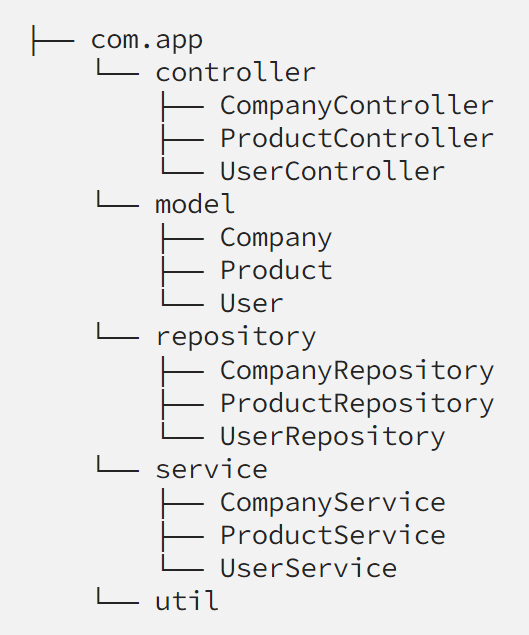 ├── com.app
    └── controller
        ├── CompanyController
        ├── ProductController
        └── UserController
    └── model
        ├── Company
        ├── Product
        └── User
    └── repository
        ├── CompanyRepository
        ├── ProductRepository
        └── UserRepository
    └── service
        ├── CompanyService
        ├── ProductService
        └── UserService
    └── util